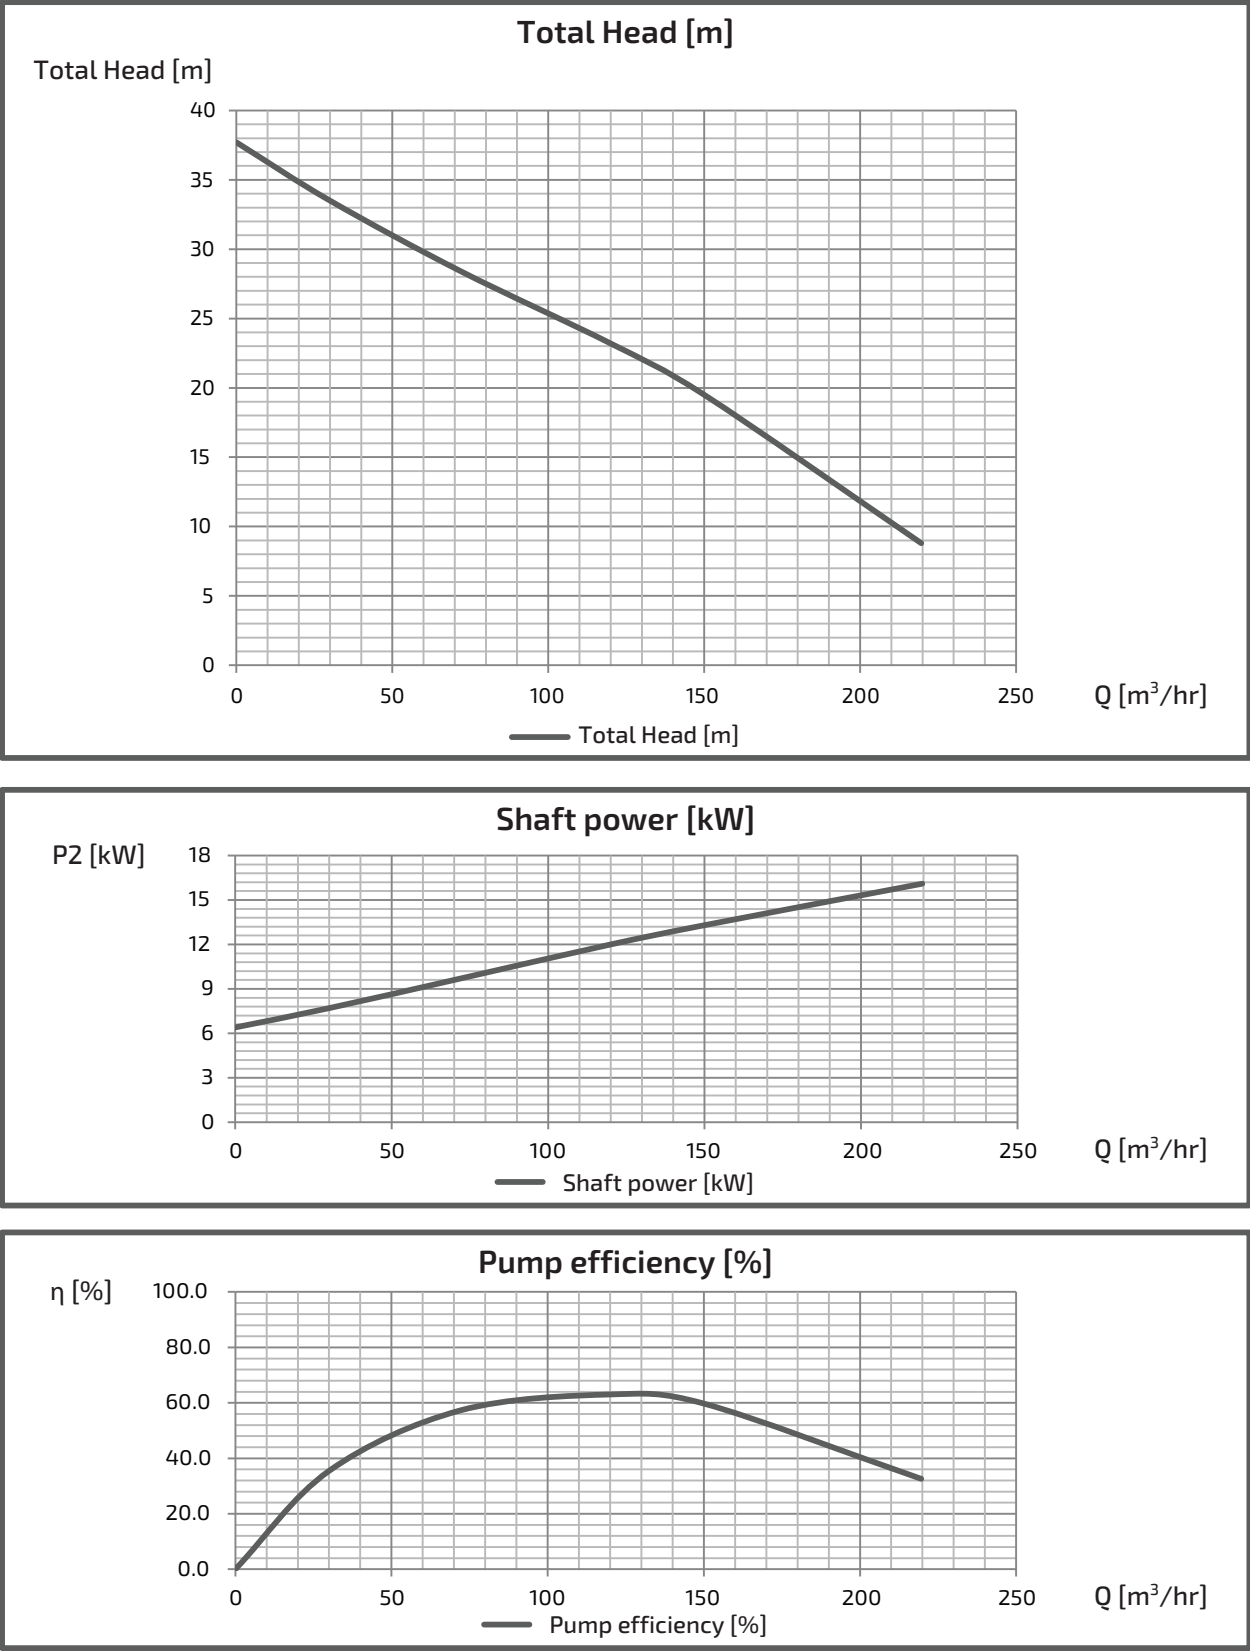 Total Head [m]
Total Head [m]
40
35
30
25
20
15
10
5
0
0 50 100 150 200 250 Q [m³/hr]
Total Head [m]
Shaft power [kW]
P2 [kW]
18
15
12
9
6
3
0
0 50 100 150 200 250 Q [m³/hr]
Shaft power [kW]
Pump efficiency [%]
η [%]
100.0
80.0
60.0
40.0
20.0
0.0
0 50 100 150 200 250 Q [m³/hr]
Pump efficiency [%]